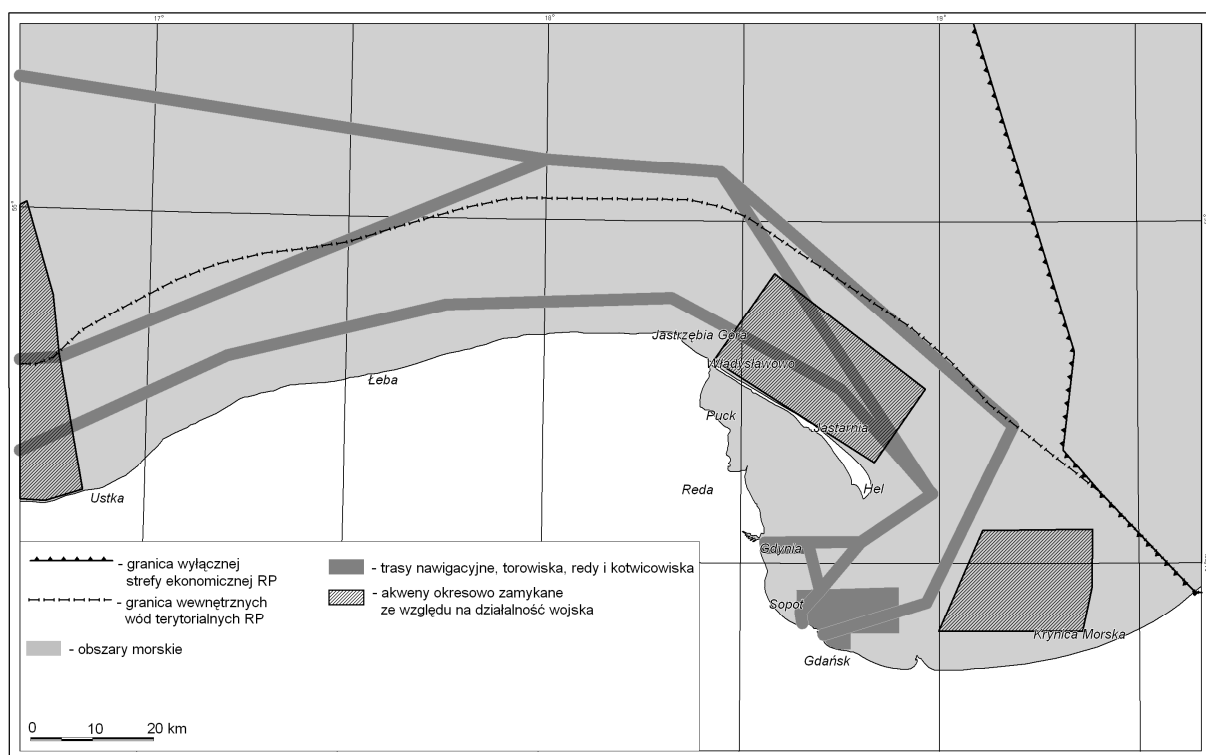 17°
18°
19°
55°
Jastrzębia Góra
Władysławowo
Łeba
Puck
Jastarnia
Ustka
Reda
Hel
Gdynia
Sopot
Krynica Morska
Gdańsk
- granica wyłącznej
strefy ekonomicznej RP
- granica wewnętrznych
wód terytorialnych RP
- obszary morskie
- trasy nawigacyjne, torowiska, redy i kotwicowiska
- akweny okresowo zamykane
ze względu na działalność wojska
0 10 20 km